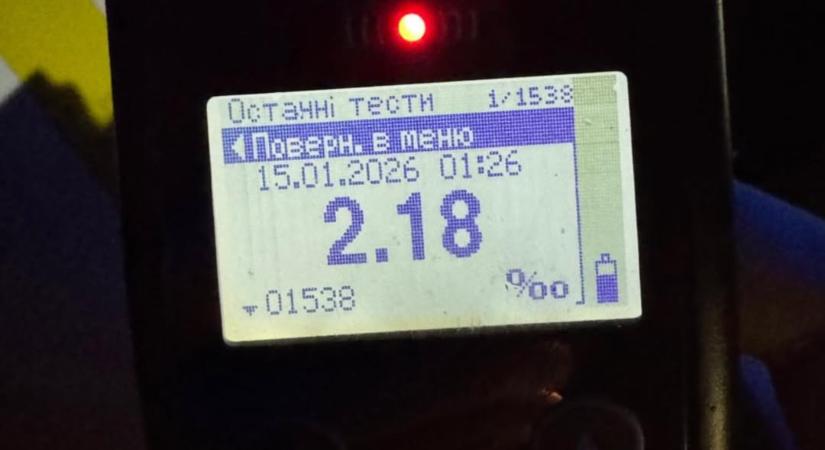 Останні тести 1/1538
Поверн. в меню
15.01.2026 01:26
2.18
01538 ‰